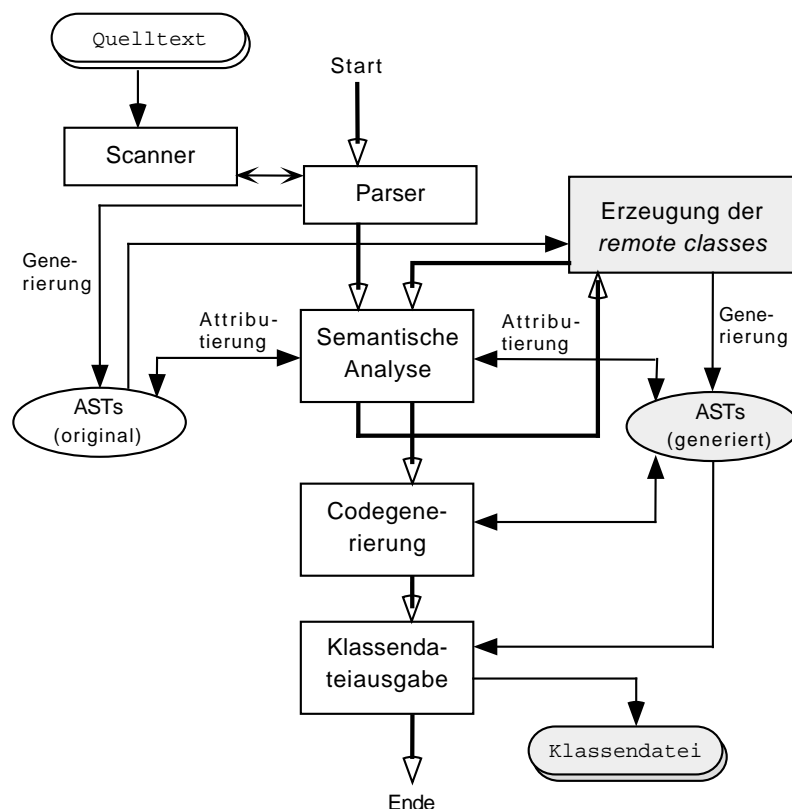 Quelltext
Start
Scanner
Parser
Erzeugung der
remote classes
Gene-
rierung
Attribu-
tierung
Semantische
Analyse
Attribu-
tierung
Gene-
rierung
ASTs
(original)
ASTs
(generiert)
Codegene-
rierung
Klassenda-
teiausgabe
Klassendatei
Ende